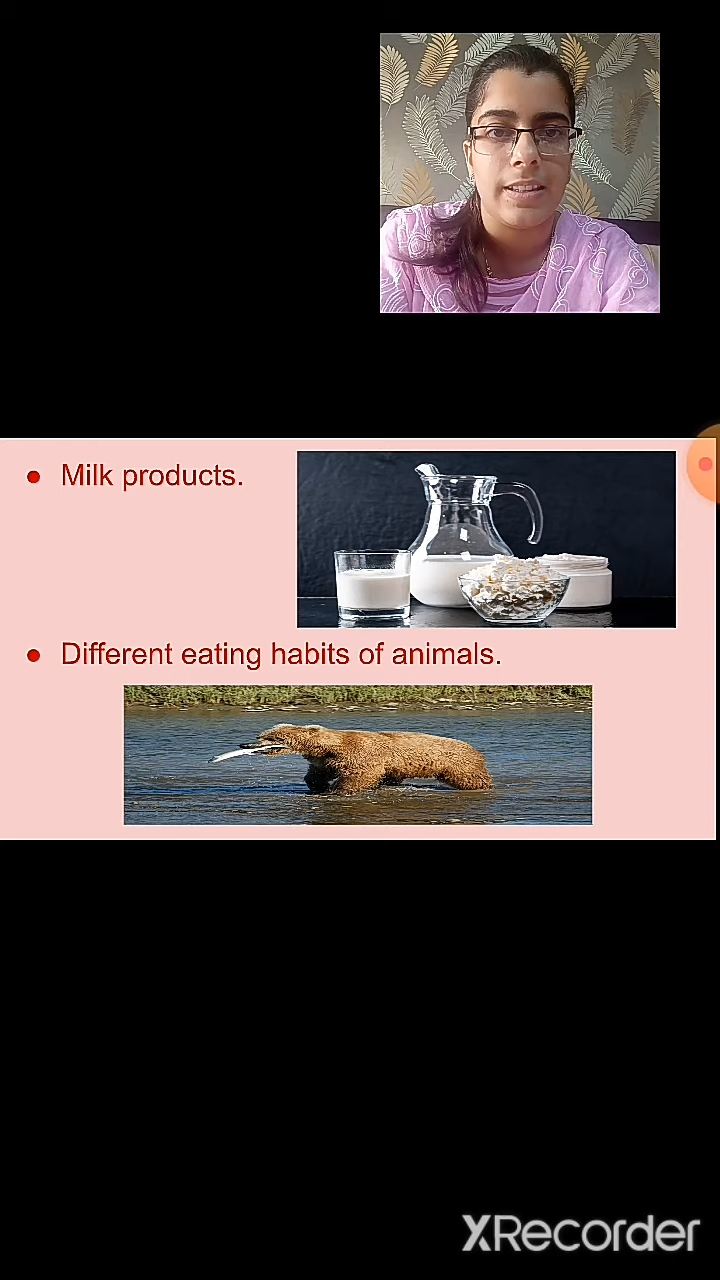 Milk products.
Different eating habits of animals.
XRecorder